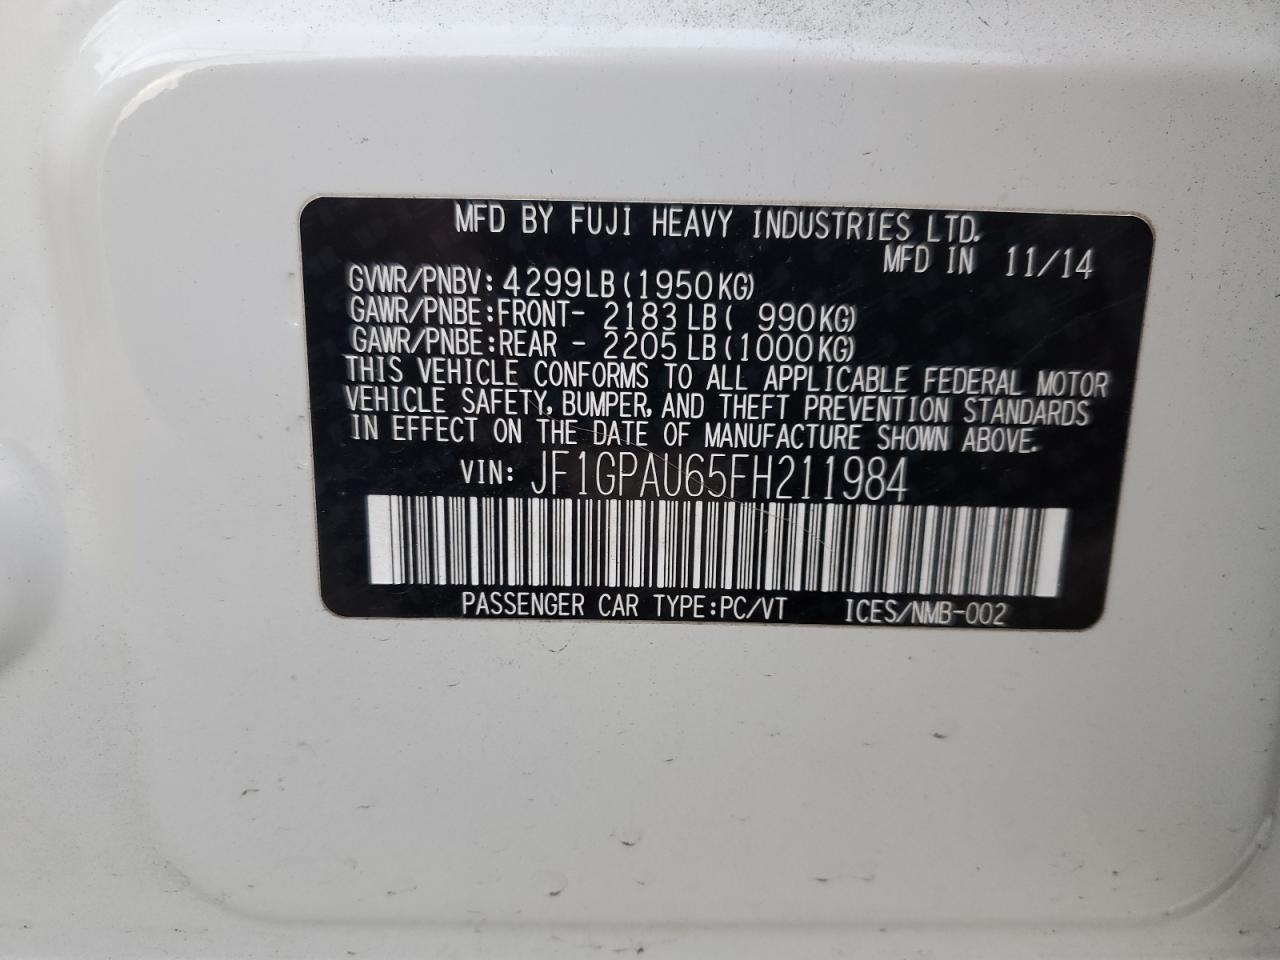 MFD BY FUJI HEAVY INDUSTRIES LTD.
MFD IN 11/14
GVWR/PNBV: 4299LB(1950KG)
GAWR/PNBE:FRONT- 2183LB( 990KG)
GAWR/PNBE:REAR - 2205LB(1000KG)
THIS VEHICLE CONFORMS TO ALL APPLICABLE FEDERAL MOTOR
VEHICLE SAFETY, BUMPER, AND THEFT PREVENTION STANDARDS
IN EFFECT ON THE DATE OF MANUFACTURE SHOWN ABOVE.
VIN: JF1GPAU65FH211984
PASSENGER CAR TYPE:PC/VT ICES/NMB-002